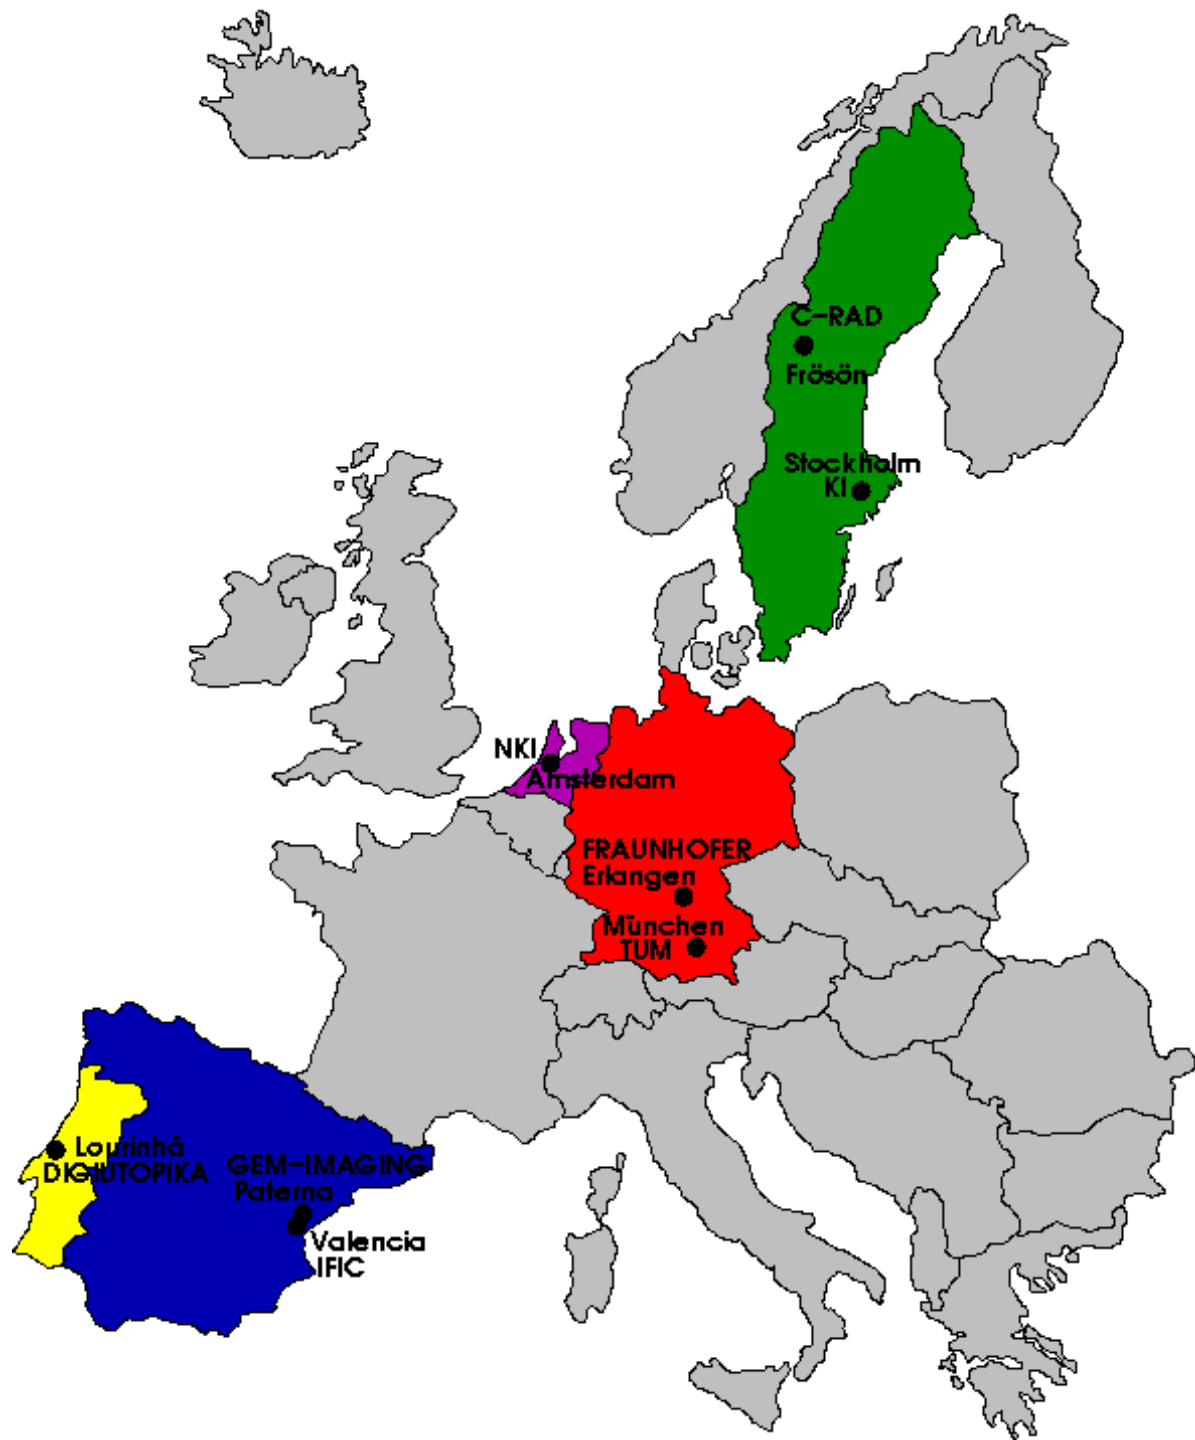 C-RAD
Frösön
Stockholm
KI
NKI
Amsterdam
FRAUNHOFER
Erlangen
München
TUM
Lourinhã
DIGIUTOPIKA
GEM-IMAGING
Paterna
Valencia
IFIC